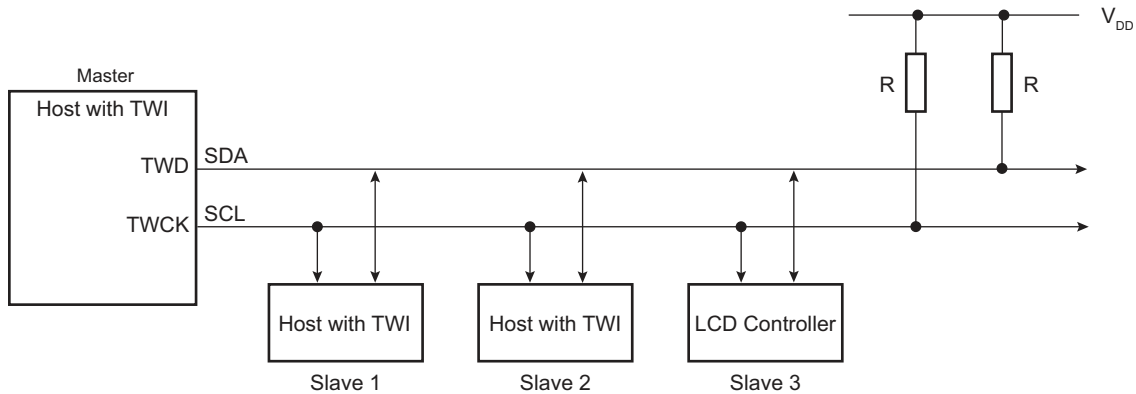 V_DD
Master
Host with TWI
R
R
TWD
SDA
TWCK
SCL
Host with TWI
Host with TWI
LCD Controller
Slave 1
Slave 2
Slave 3